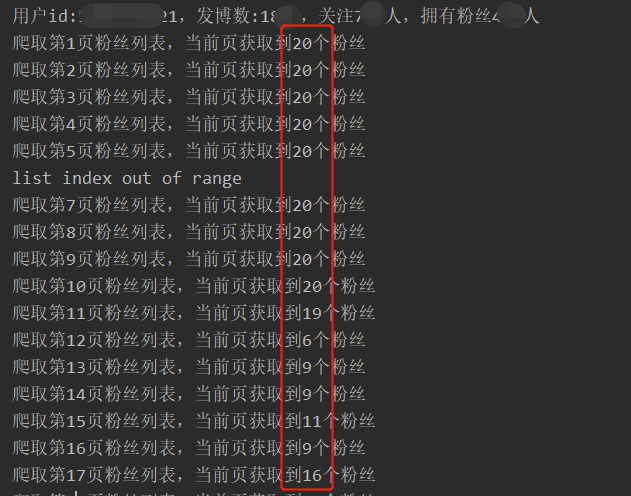 用户id:21，发博数:18，关注7人，拥有粉丝4人
爬取第1页粉丝列表，当前页获取到20个粉丝
爬取第2页粉丝列表，当前页获取到20个粉丝
爬取第3页粉丝列表，当前页获取到20个粉丝
爬取第4页粉丝列表，当前页获取到20个粉丝
爬取第5页粉丝列表，当前页获取到20个粉丝
list index out of range
爬取第7页粉丝列表，当前页获取到20个粉丝
爬取第8页粉丝列表，当前页获取到20个粉丝
爬取第9页粉丝列表，当前页获取到20个粉丝
爬取第10页粉丝列表，当前页获取到20个粉丝
爬取第11页粉丝列表，当前页获取到19个粉丝
爬取第12页粉丝列表，当前页获取到6个粉丝
爬取第13页粉丝列表，当前页获取到9个粉丝
爬取第14页粉丝列表，当前页获取到9个粉丝
爬取第15页粉丝列表，当前页获取到11个粉丝
爬取第16页粉丝列表，当前页获取到9个粉丝
爬取第17页粉丝列表，当前页获取到16个粉丝